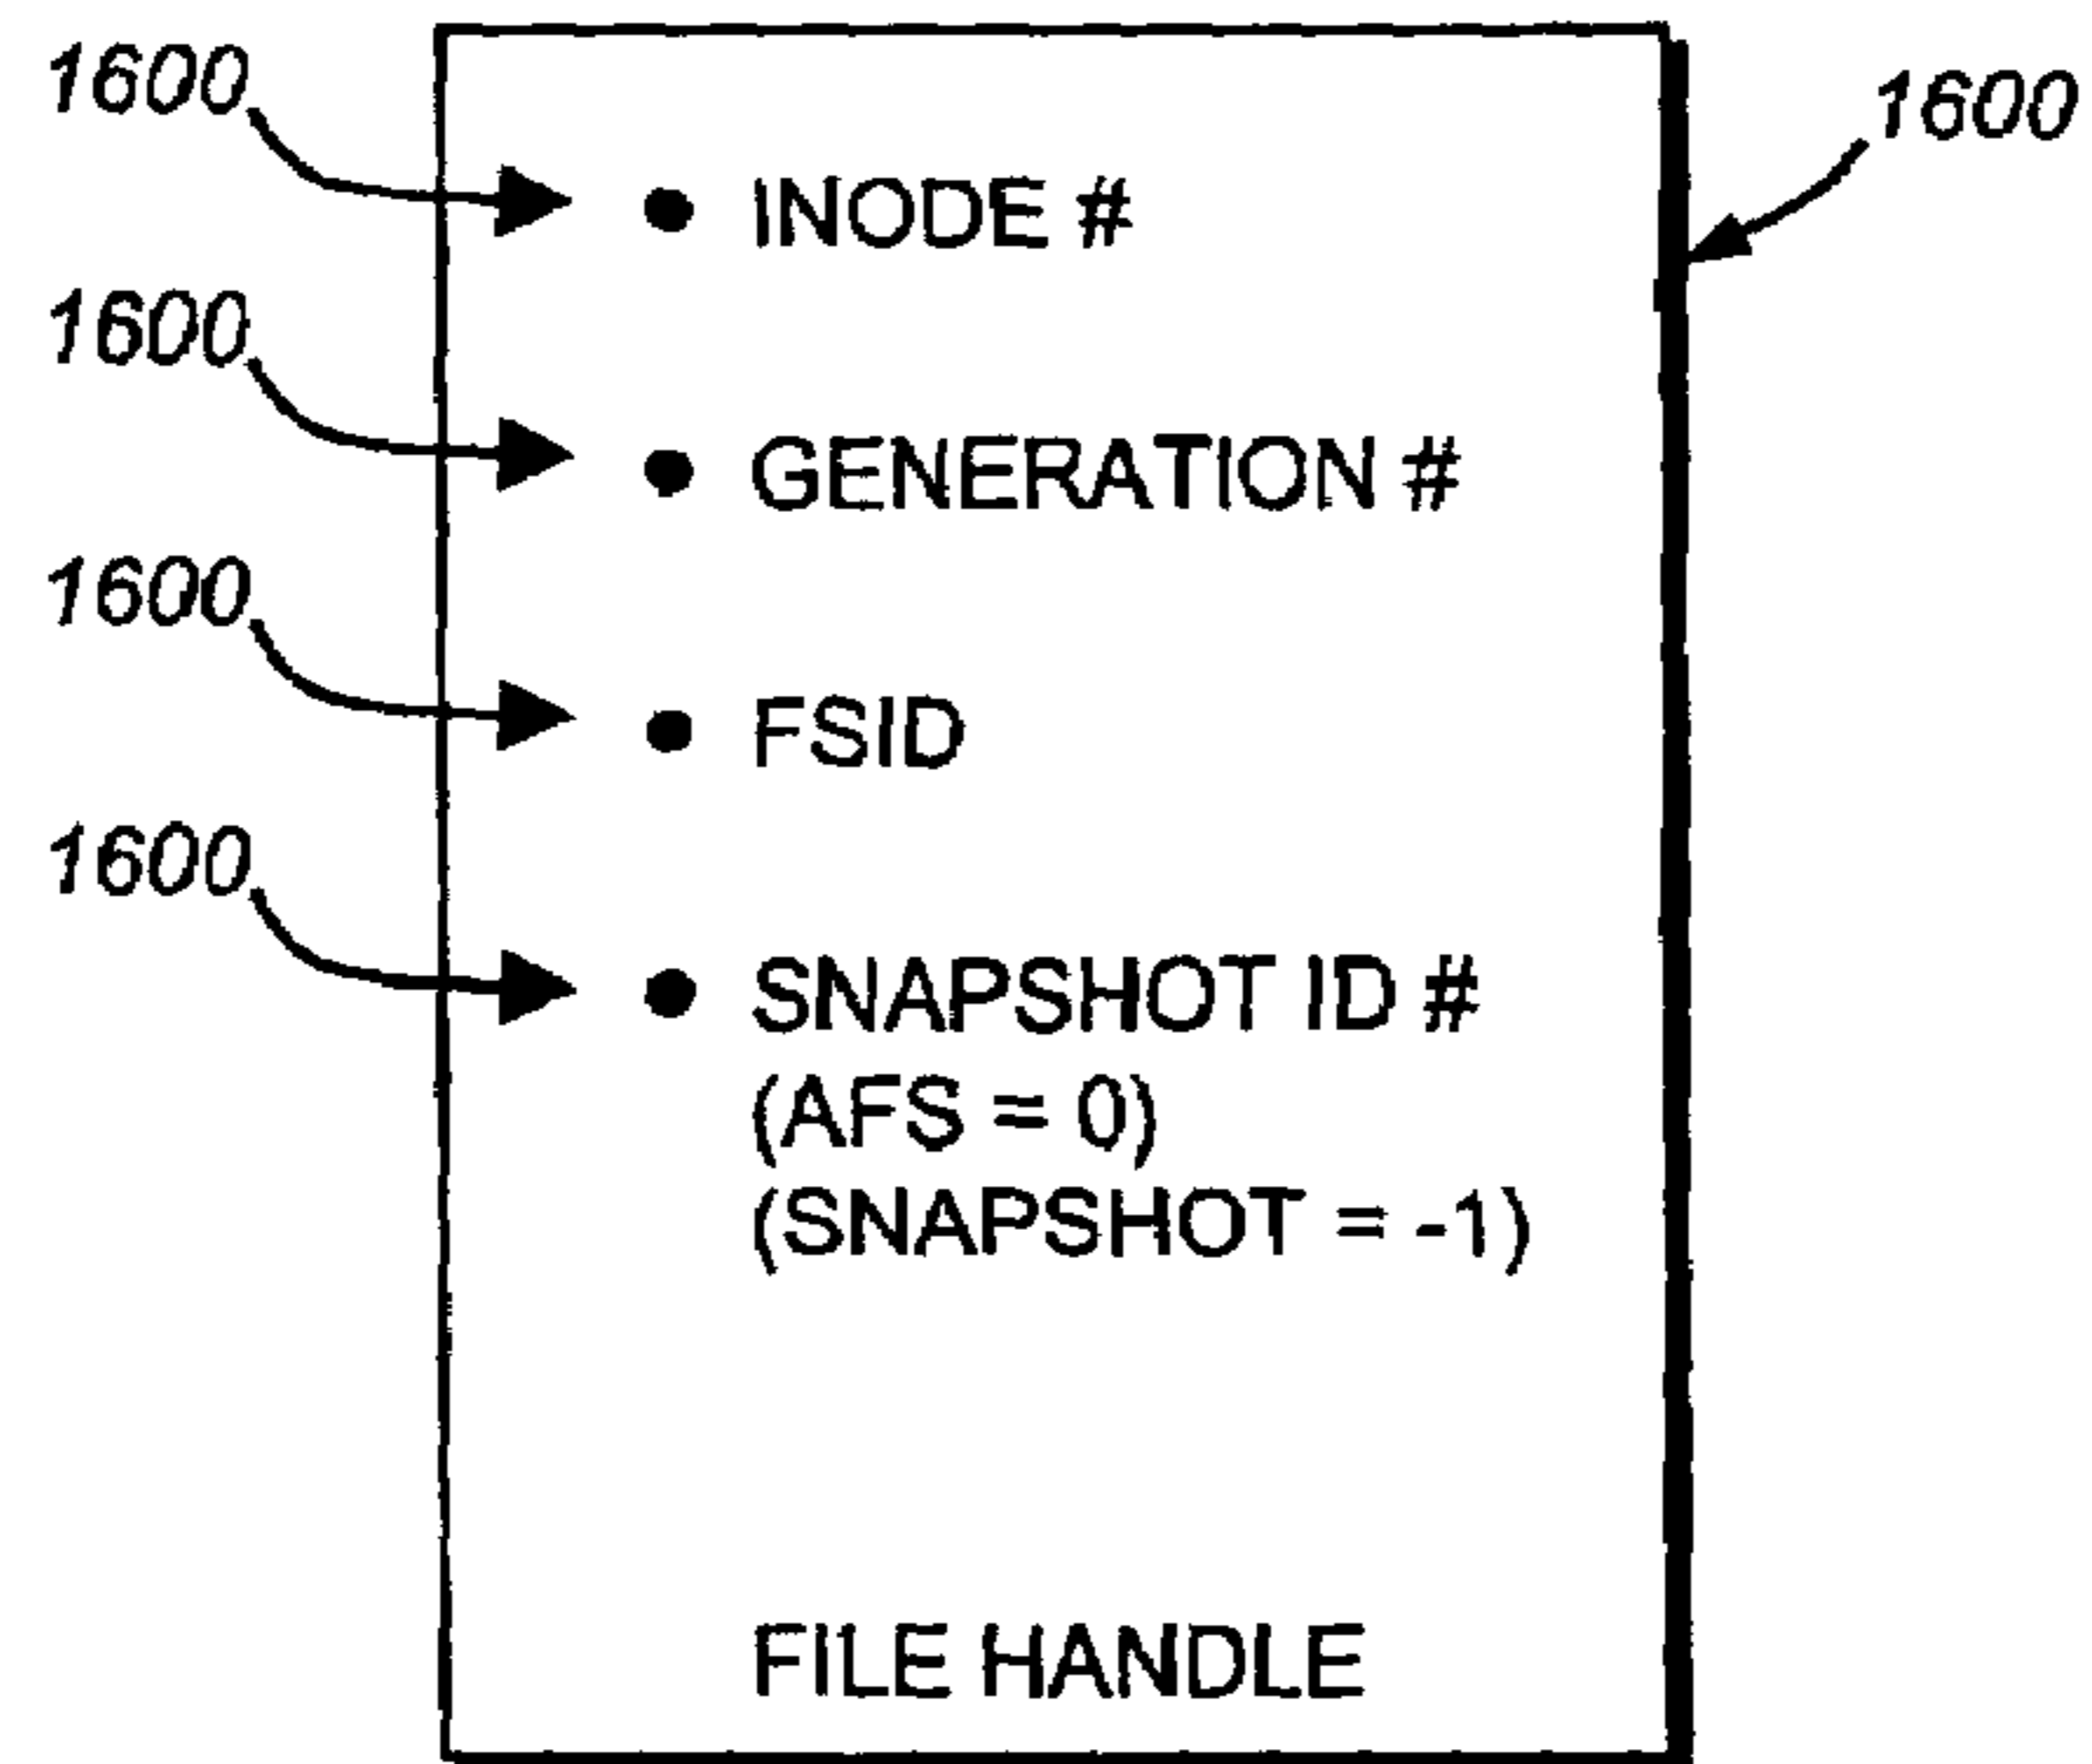 1600
1600
INODE #
1600
GENERATION #
1600
FSID
1600
SNAPSHOT ID #
(AFS = 0)
(SNAPSHOT = -1)
FILE HANDLE